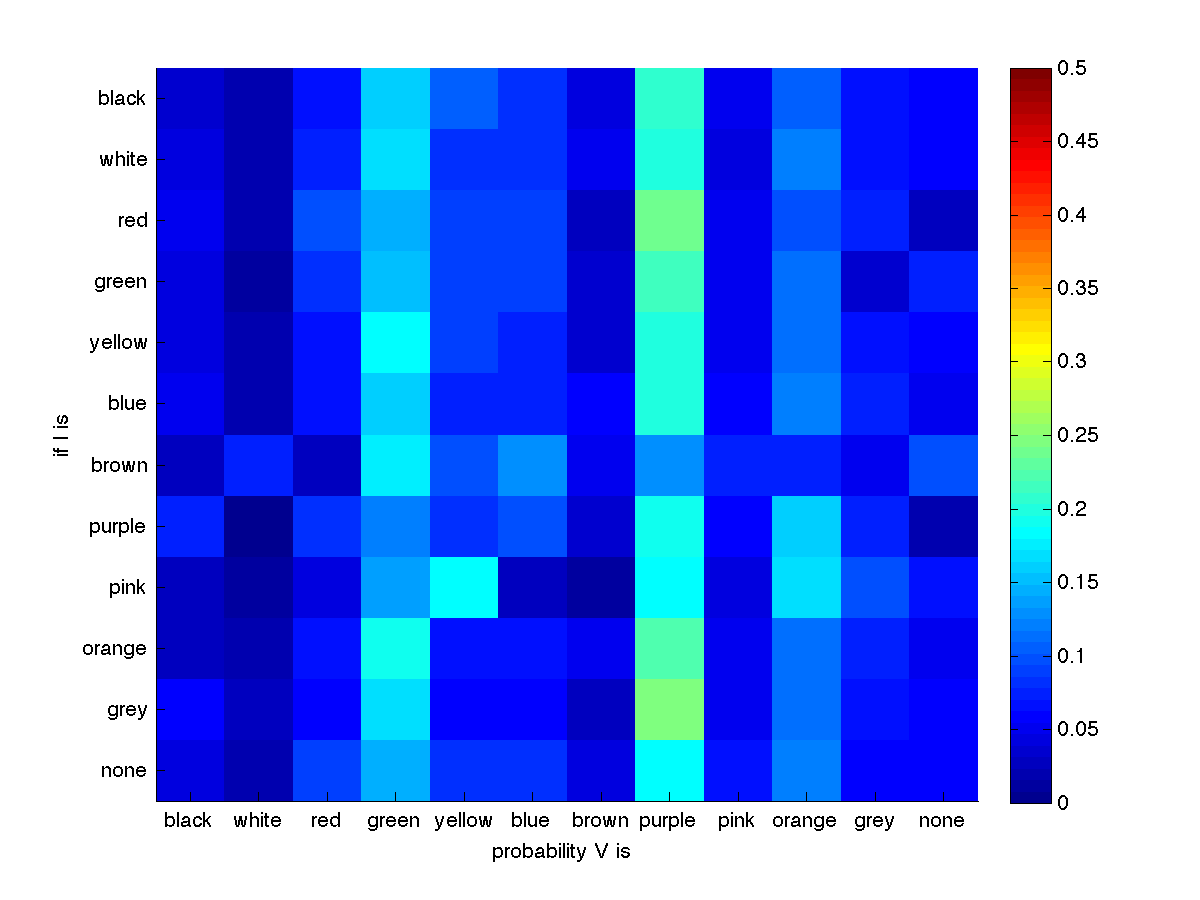 black
white
red
green
yellow
blue
brown
purple
pink
orange
grey
none
if I is
black white red green yellow blue brown purple pink orange grey none
probability V is
0.5
0.45
0.4
0.35
0.3
0.25
0.2
0.15
0.1
0.05
0